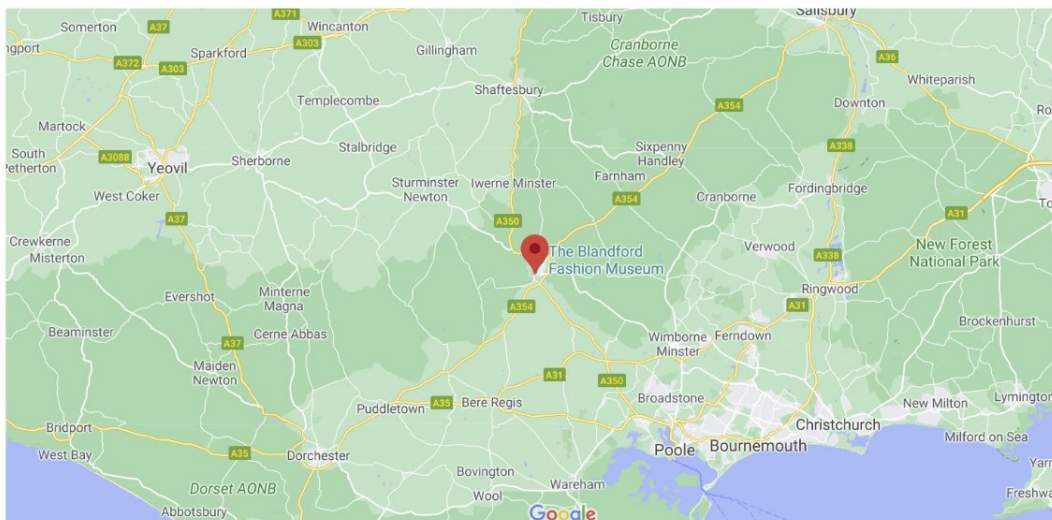 Somerton
A37
A371
Wincanton
Tisbury
Salisbury
ngport
Sparkford
A303
Gillingham
Cranborne
Chase AONB
A36
A372
A303
Whiteparish
Shaftesbury
Templecombe
A354
Downton
Ro
Martock
A338
South
Petherton
A3088
Yeovil
Sherborne
Stalbridge
Sixpenny
Handley
Farnham
West Coker
Sturminster
Newton
Iwerne Minster
A354
Cranborne
Fordingbridge
To
A37
A350
A31
Crewkerne
Misterton
The Blandford
Fashion Museum
Verwood
A338
New Forest
National Park
Ringwood
Evershot
Minterne
Magna
A354
A31
Beaminster
Cerne Abbas
Wimborne
Minster
Ferndown
Brockenhurst
A37
Maiden
Newton
A31
A350
Puddletown
A35
Bere Regis
Broadstone
New Milton
Lymington
Bridport
Christchurch
Milford on Sea
West Bay
A35
Dorchester
Poole
Bournemouth
Bovington
Yar
Dorset AONB
Wool
Wareham
Freshwa
Abbotsbury
Google